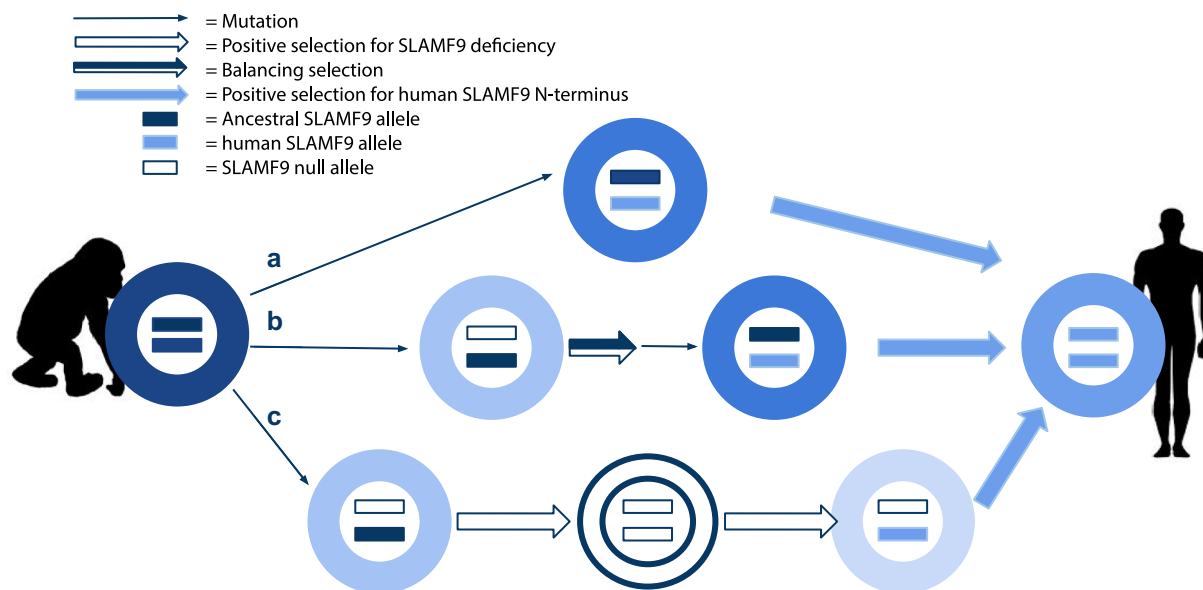 = Mutation
= Positive selection for SLAMF9 deficiency
= Balancing selection
= Positive selection for human SLAMF9 N-terminus
= Ancestral SLAMF9 allele
= human SLAMF9 allele
= SLAMF9 null allele
a
b
c